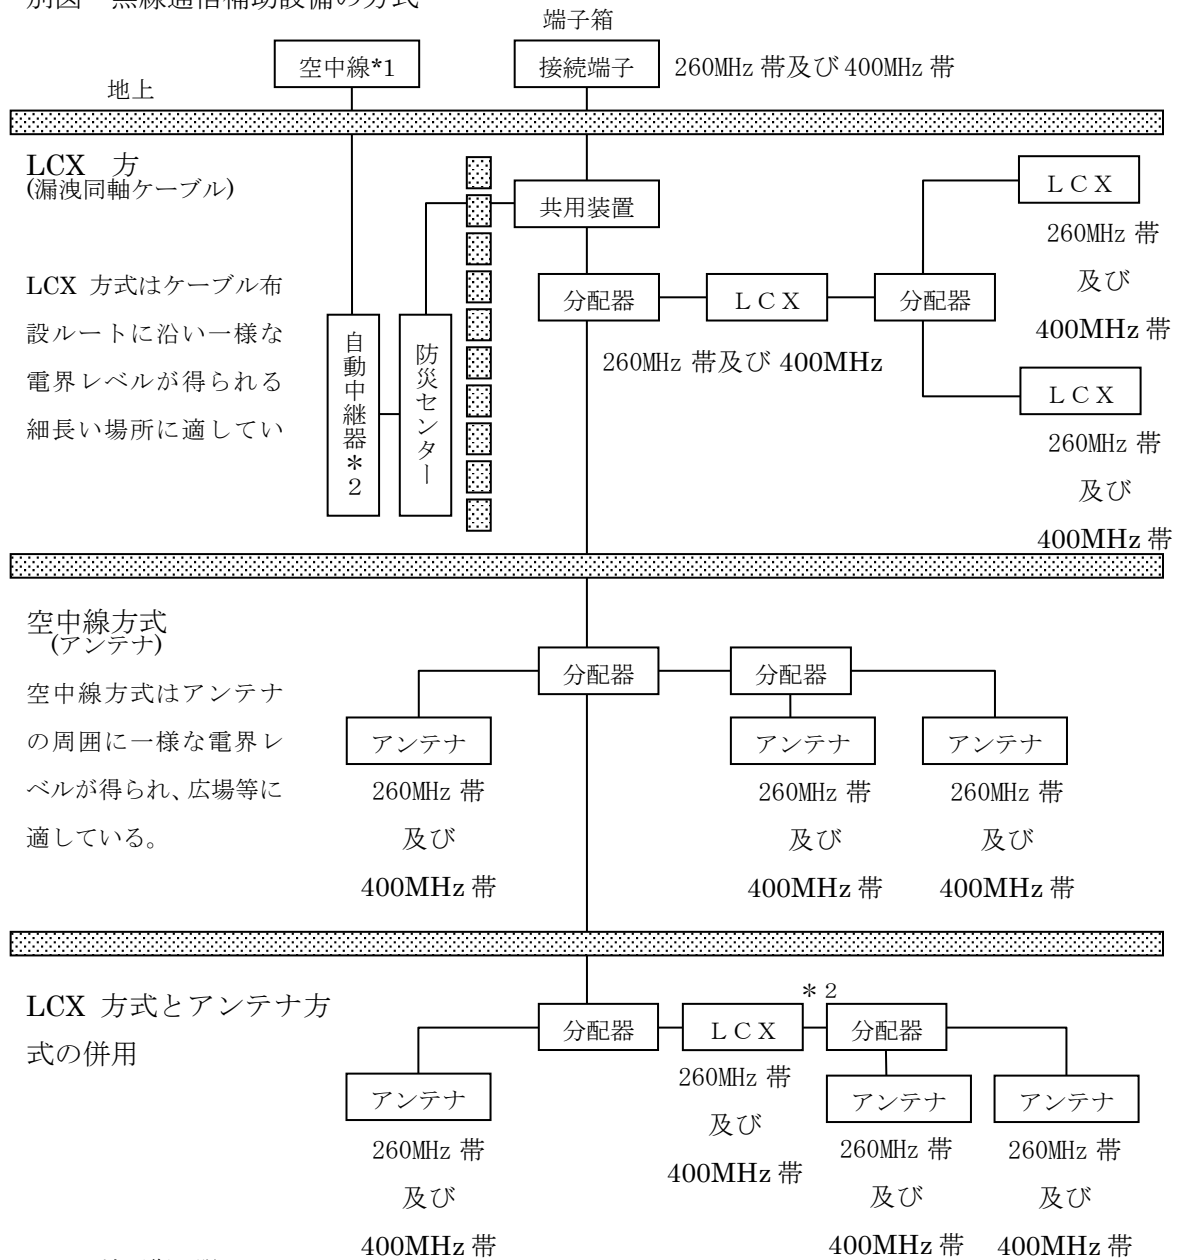 別図 無線通信補助設備の方式
端子箱
空中線*1
接続端子
260MHz 帯及び 400MHz 帯
地上
LCX 方
(漏洩同軸ケーブル)
共用装置
ＬＣＸ
260MHz 帯
及び
400MHz 帯
LCX 方式はケーブル布
設ルートに沿い一様な
電界レベルが得られる
細長い場所に適してい
自動中継器＊２
防災センター
分配器
ＬＣＸ
分配器
260MHz 帯及び 400MHz
ＬＣＸ
260MHz 帯
及び
400MHz 帯
空中線方式
(アンテナ)
空中線方式はアンテナ
の周囲に一様な電界レ
ベルが得られ、広場等に
適している。
分配器
分配器
アンテナ
アンテナ
アンテナ
260MHz 帯
及び
400MHz 帯
260MHz 帯
及び
400MHz 帯
260MHz 帯
及び
400MHz 帯
LCX 方式とアンテナ方
式の併用
分配器
ＬＣＸ
＊２
分配器
アンテナ
260MHz 帯
及び
400MHz 帯
260MHz 帯
及び
400MHz 帯
アンテナ
260MHz 帯
及び
400MHz 帯
アンテナ
260MHz 帯
及び
400MHz 帯